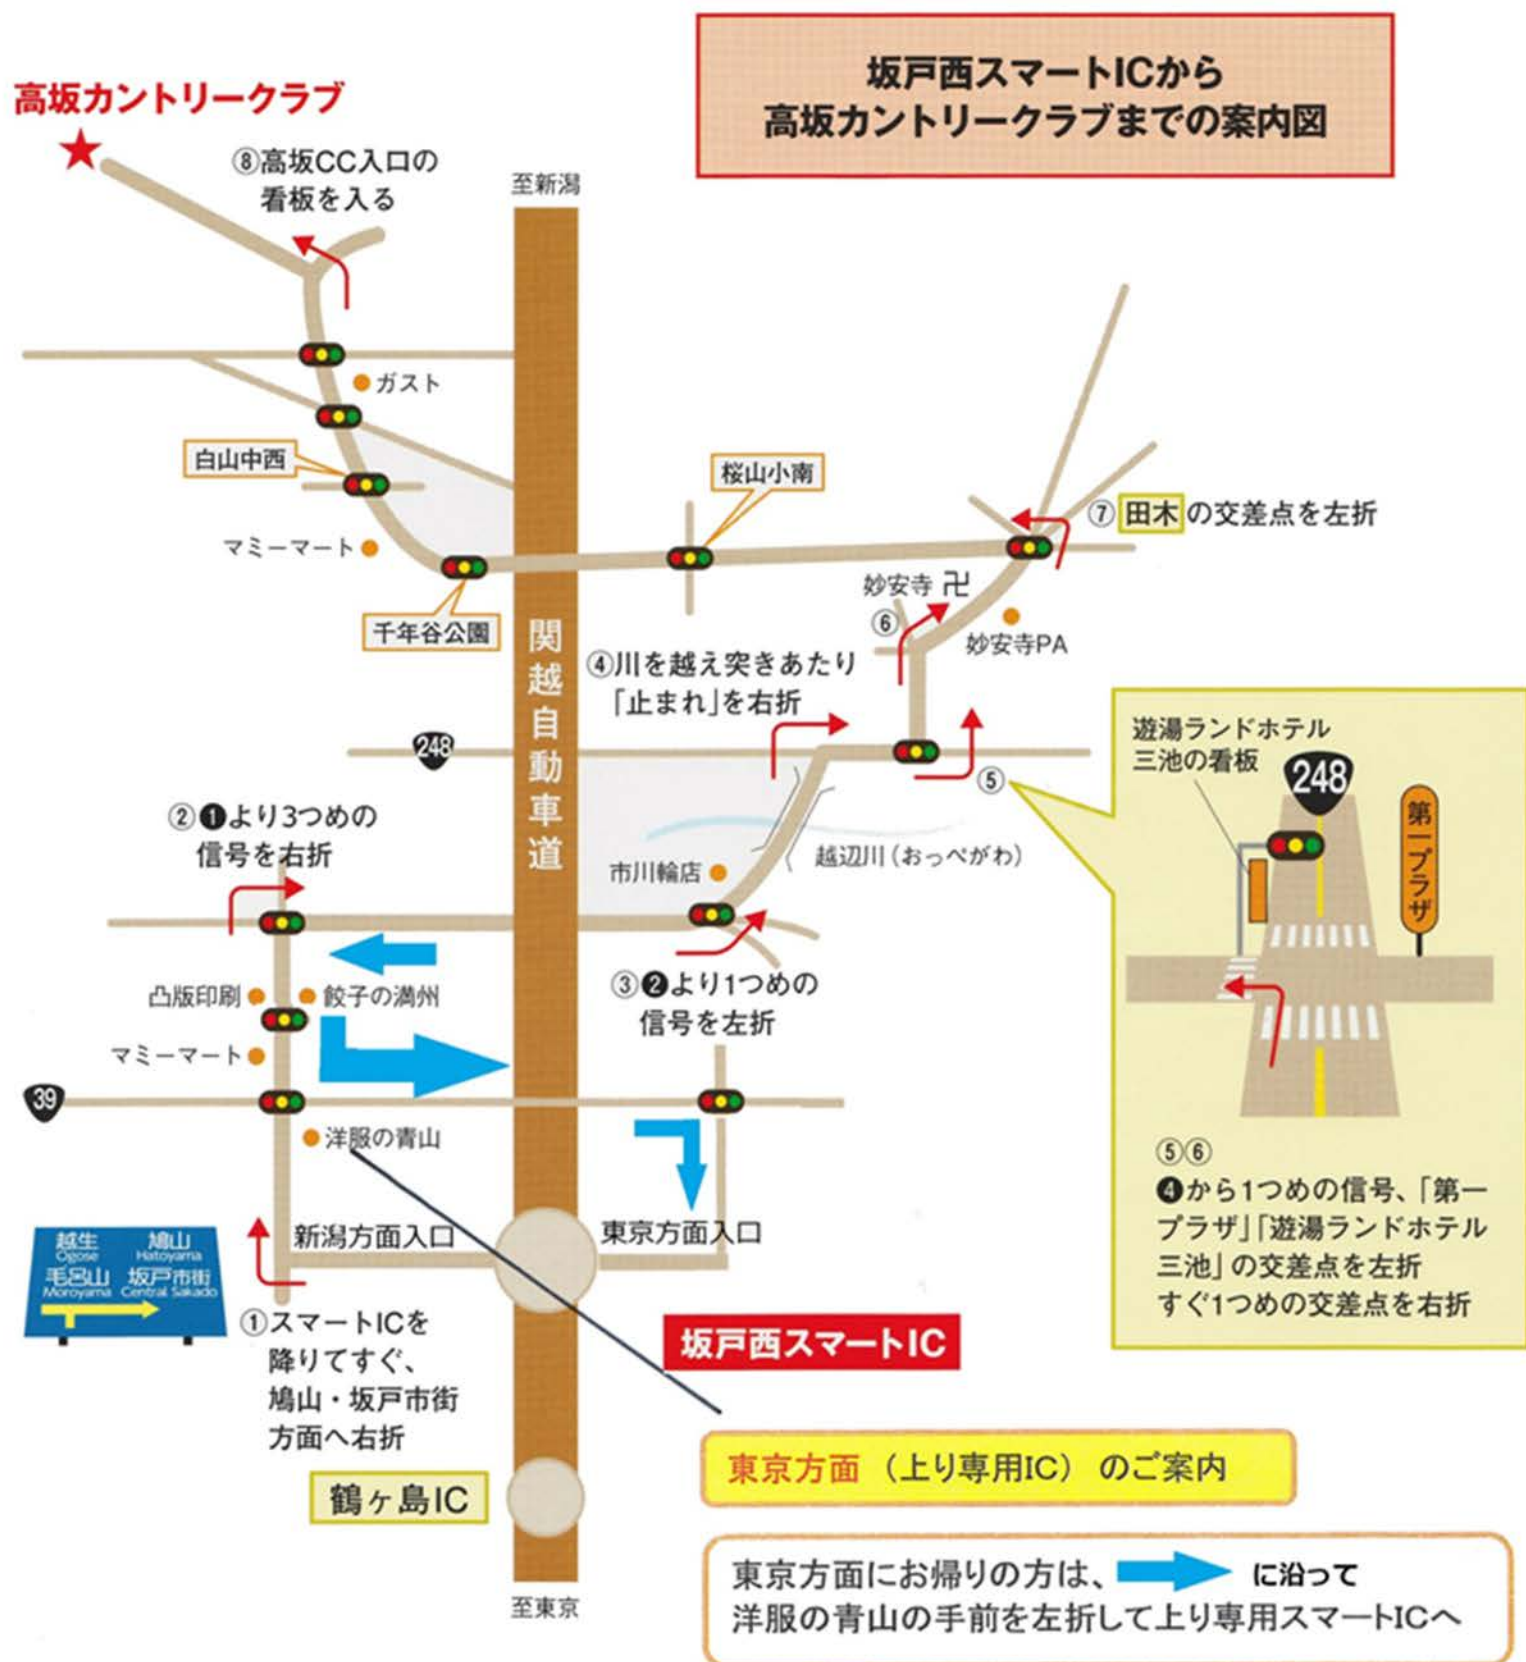 坂戸西スマートICから
高坂カントリークラブまでの案内図
高坂カントリークラブ
⑧高坂CC入口の
看板を入る
至新潟
ガスト
白山中西
桜山小南
⑦田木の交差点を左折
マミーマート
千年谷公園
妙安寺 卍
⑥
妙安寺PA
関越自動車道
④川を越え突きあたり
「止まれ」を右折
248
⑤
遊湯ランドホテル
三池の看板
248
第一プラザ
②❶より3つめの
信号を右折
市川輪店
越辺川（おっぺがわ）
③❷より1つめの
信号を左折
凸版印刷
餃子の満州
マミーマート
39
洋服の青山
⑤⑥
❹から1つめの信号、「第一
プラザ」「遊湯ランドホテル
三池」の交差点を左折
すぐ1つめの交差点を右折
新潟方面入口
東京方面入口
越生 鳩山
Ogose Hatoyama
毛呂山 坂戸市街
Moroyama Central Sakado
①スマートICを
降りてすぐ、
鳩山・坂戸市街
方面へ右折
坂戸西スマートIC
鶴ヶ島IC
至東京
東京方面（上り専用IC）のご案内
東京方面にお帰りの方は、 に沿って
洋服の青山の手前を左折して上り専用スマートICへ